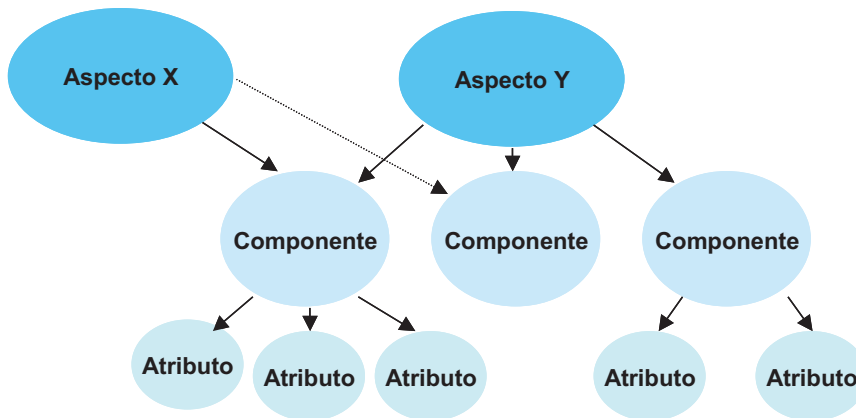 Aspecto X
Aspecto Y
Componente
Componente
Componente
Atributo
Atributo
Atributo
Atributo
Atributo